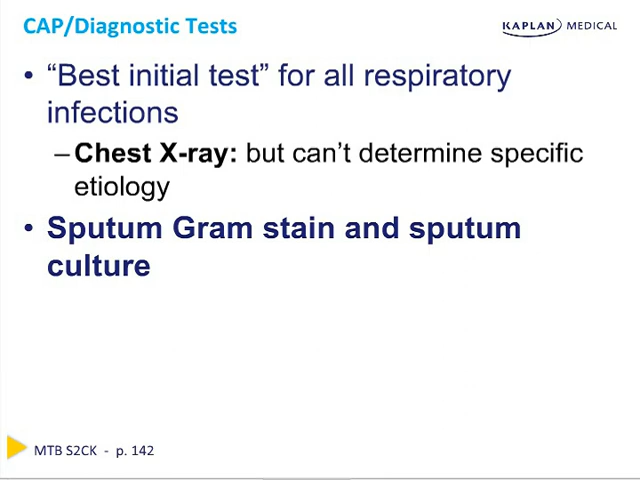 CAP/Diagnostic Tests
KAPLAN MEDICAL
• “Best initial test” for all respiratory
infections
– Chest X-ray: but can’t determine specific
etiology
• Sputum Gram stain and sputum
culture
MTB S2CK - p. 142